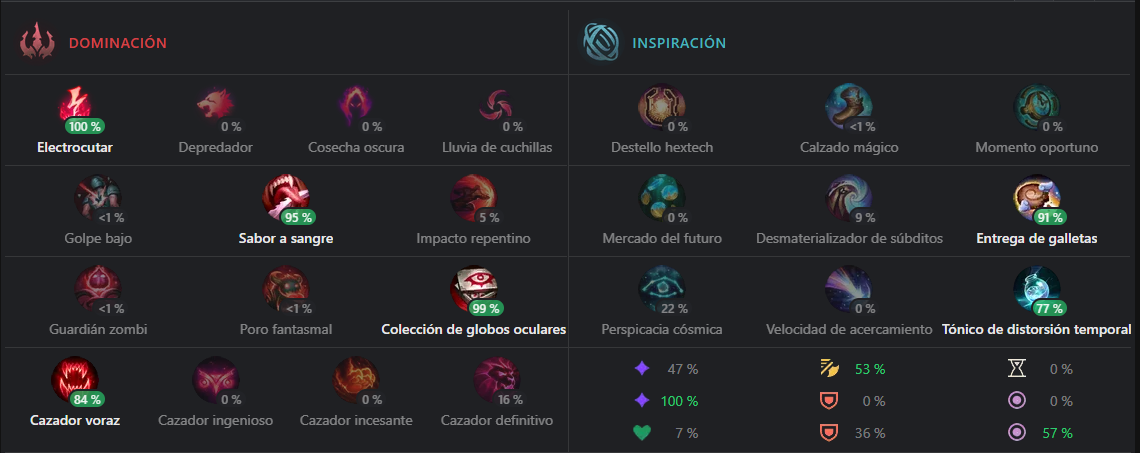 DOMINACIÓN
INSPIRACIÓN
100 %
0 %
0 %
0 %
0 %
<1 %
0 %
Electrocutar
Depredador
Cosecha oscura
Lluvia de cuchillas
Destello hextech
Calzado mágico
Momento oportuno
<1 %
95 %
5 %
0 %
9 %
91 %
Golpe bajo
Sabor a sangre
Impacto repentino
Mercado del futuro
Desmaterializador de súbditos
Entrega de galletas
<1 %
<1 %
99 %
22 %
0 %
77 %
Guardián zombi
Poro fantasmal
Colección de globos oculares
Perspicacia cósmica
Velocidad de acercamiento
Tónico de distorsión temporal
84 %
0 %
0 %
16 %
Cazador voraz
Cazador ingenioso
Cazador incesante
Cazador definitivo
47 %
53 %
0 %
100 %
0 %
0 %
7 %
36 %
57 %